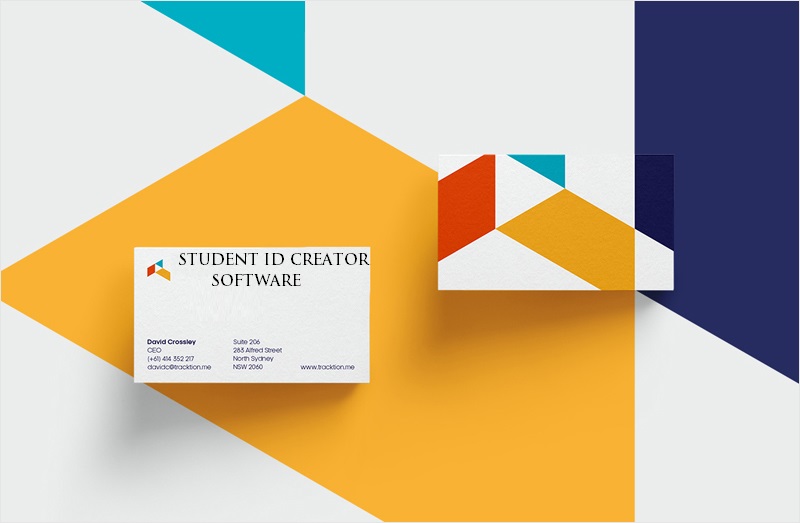 STUDENT ID CREATOR
SOFTWARE
David Crossley
CEO
(+61) 414 352 217
davidc@tracktion.me
Suite 206
263 Alfred Street
North Sydney
NSW 2060
www.tracktion.me